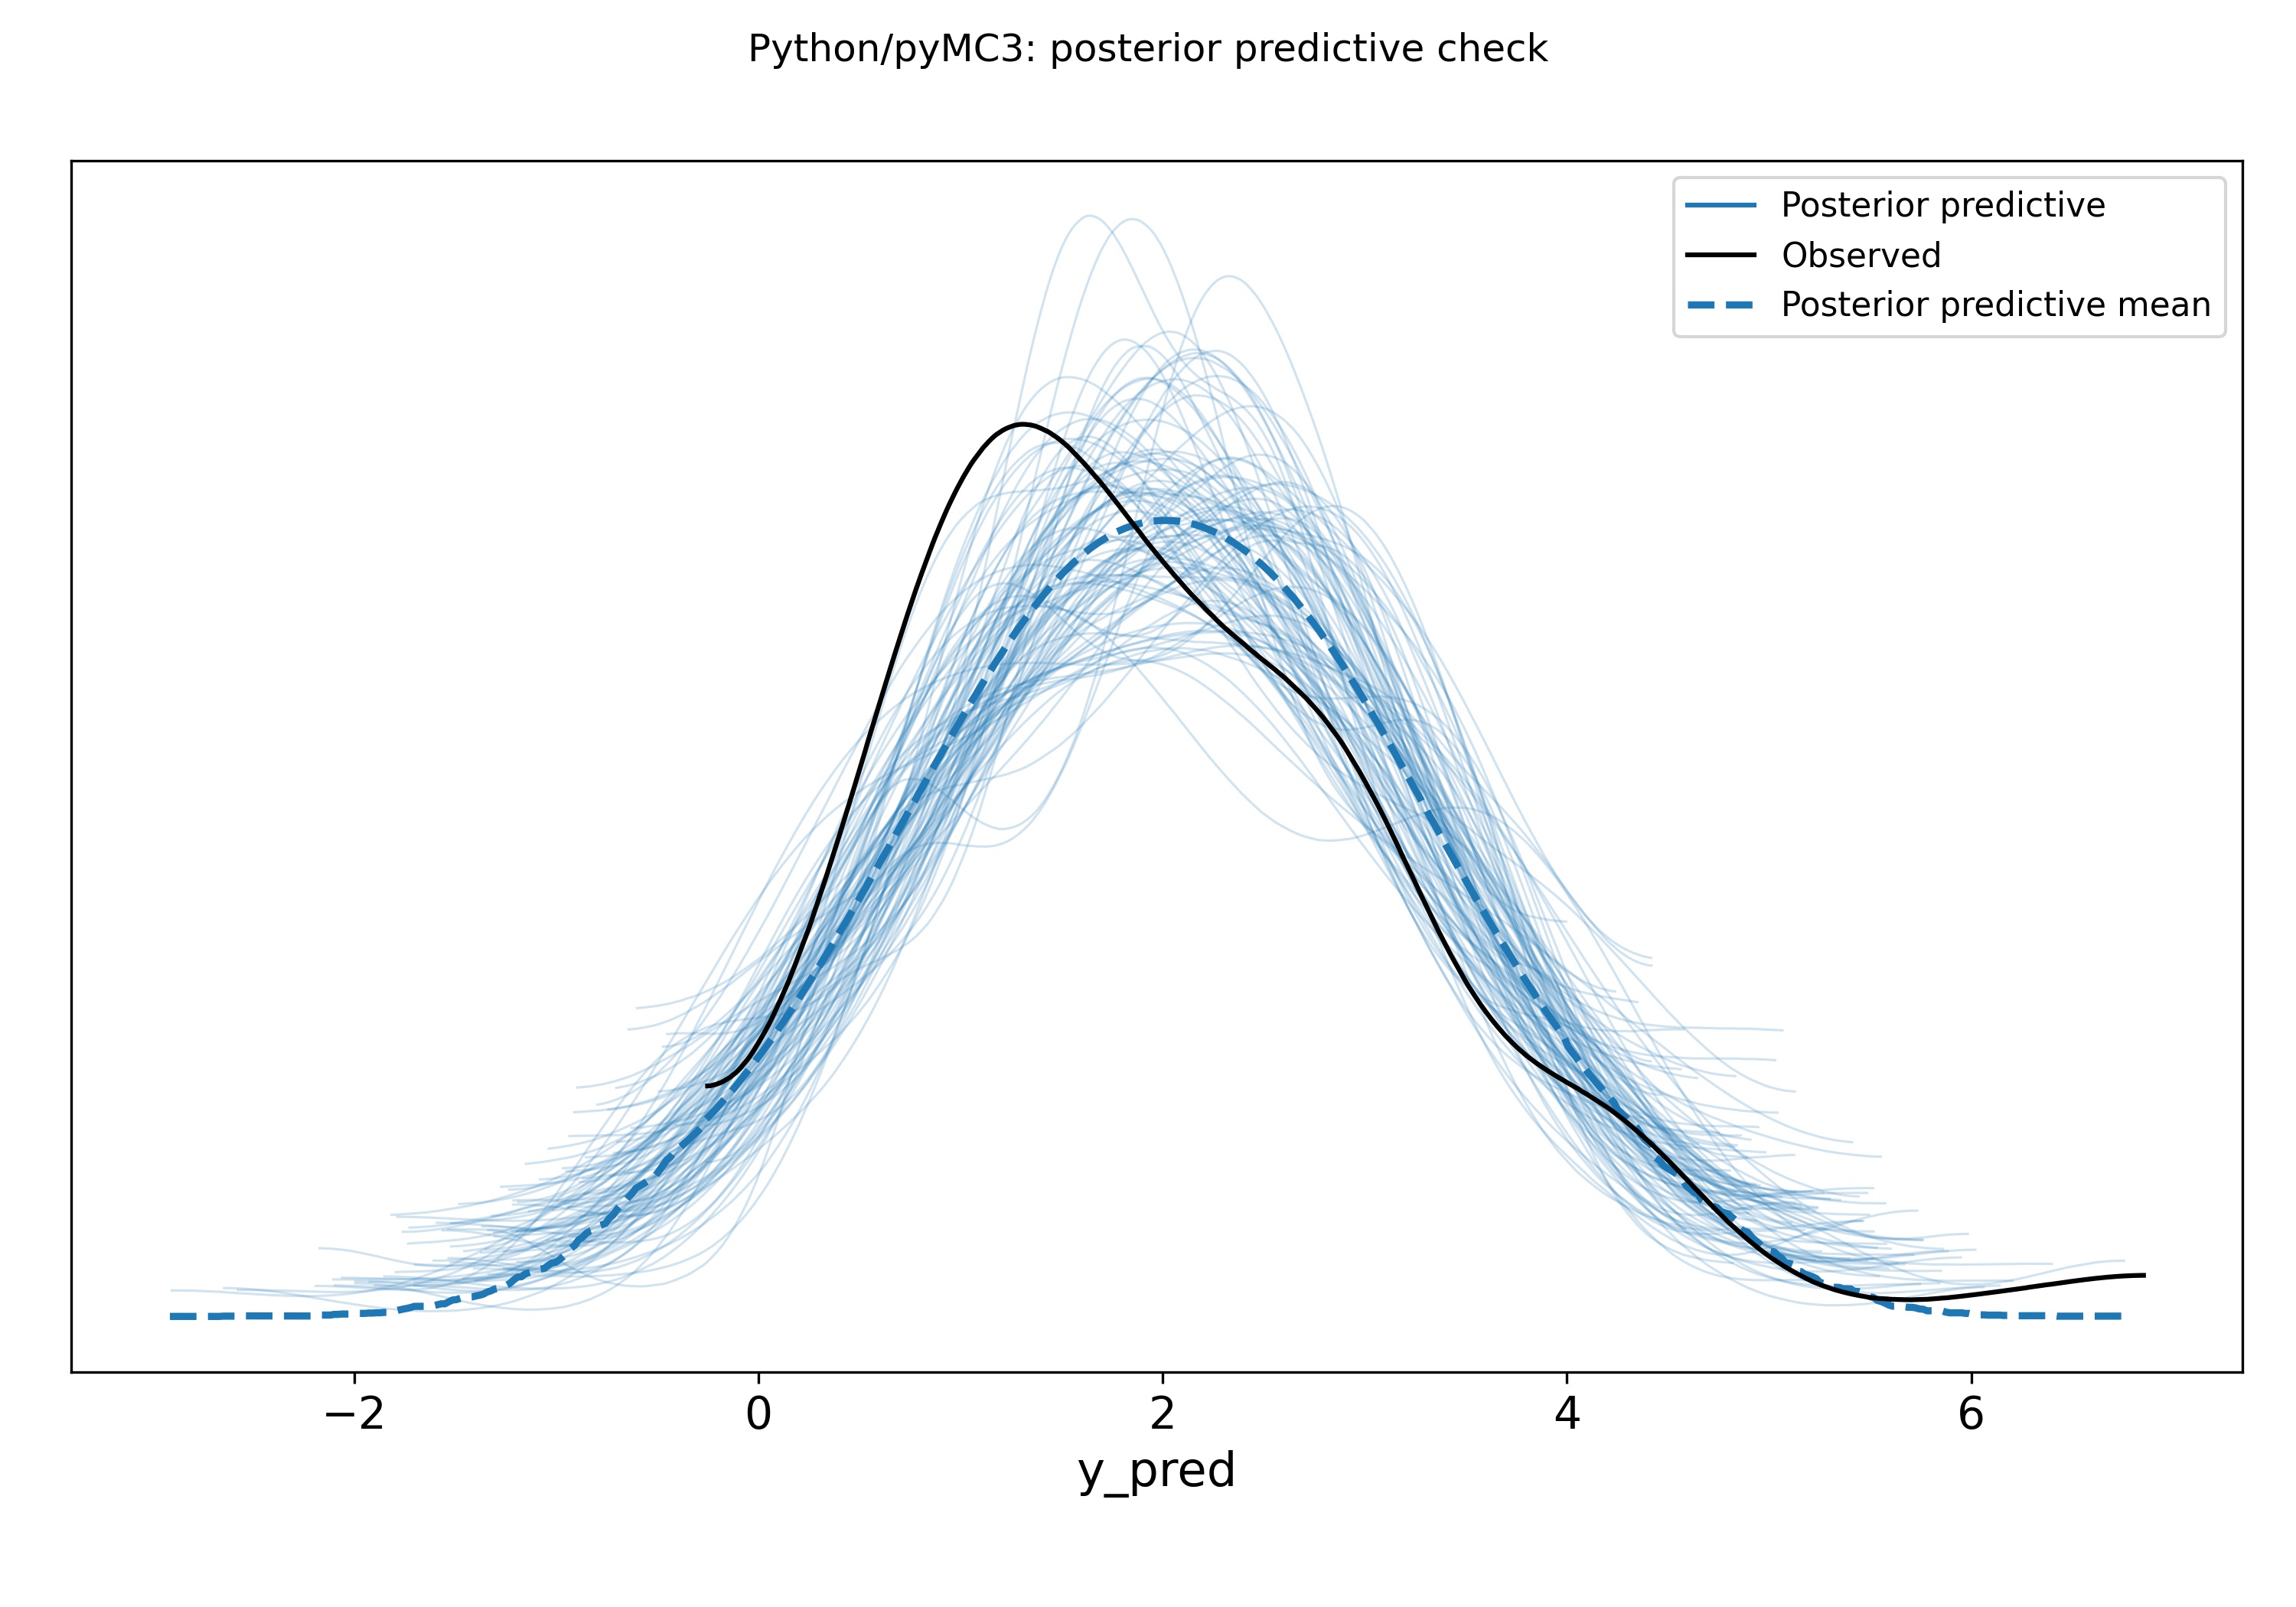 Python/pyMC3: posterior predictive check
Posterior predictive
Observed
Posterior predictive mean
−2 0 2 4 6
y_pred